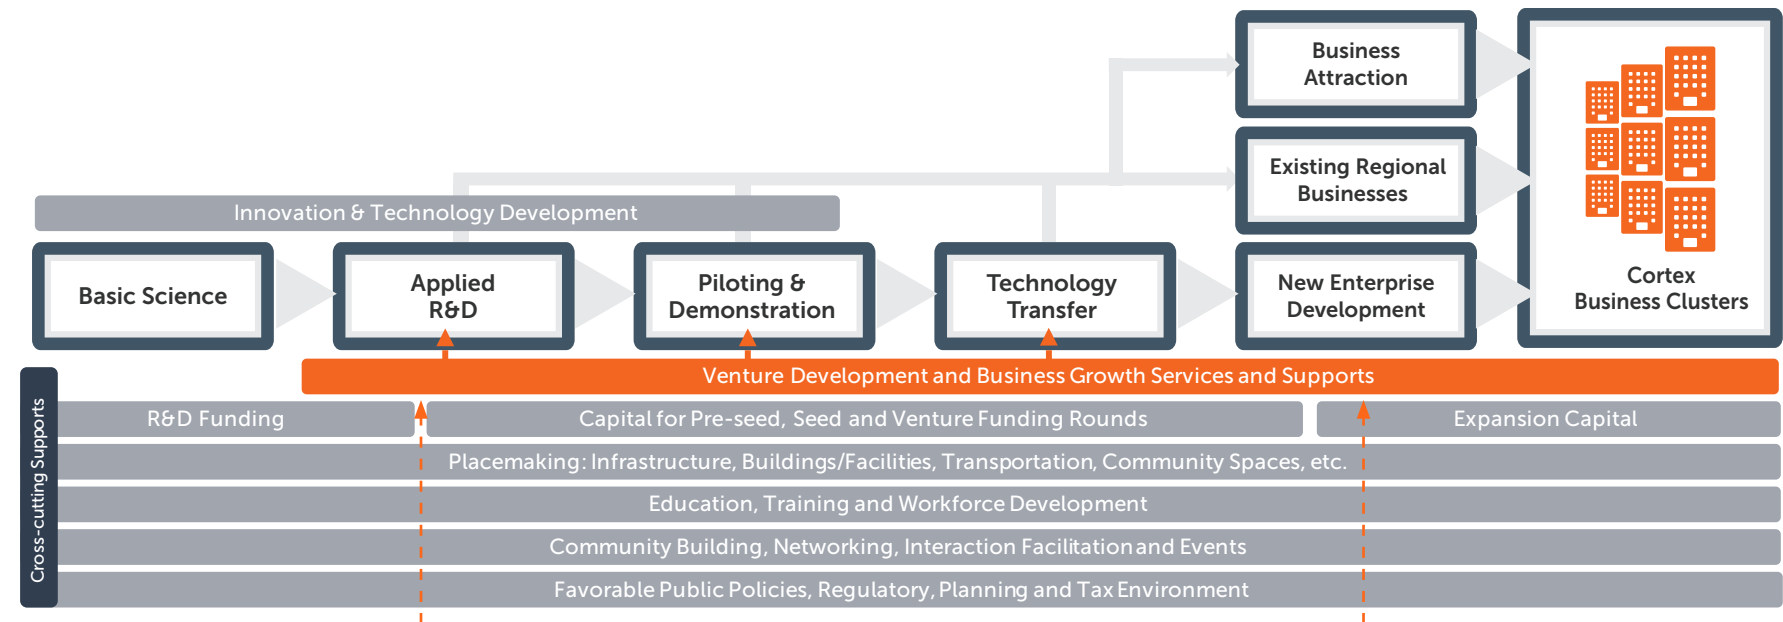 Business
Attraction
Existing Regional
Businesses
Innovation & Technology Development
Basic Science
Applied
R&D
Piloting &
Demonstration
Technology
Transfer
New Enterprise
Development
Cortex
Business Clusters
Venture Development and Business Growth Services and Supports
Cross-cutting Supports
R&D Funding
Capital for Pre-seed, Seed and Venture Funding Rounds
Expansion Capital
Placemaking: Infrastructure, Buildings/Facilities, Transportation, Community Spaces, etc.
Education, Training and Workforce Development
Community Building, Networking, Interaction Facilitation and Events
Favorable Public Policies, Regulatory, Planning and Tax Environment